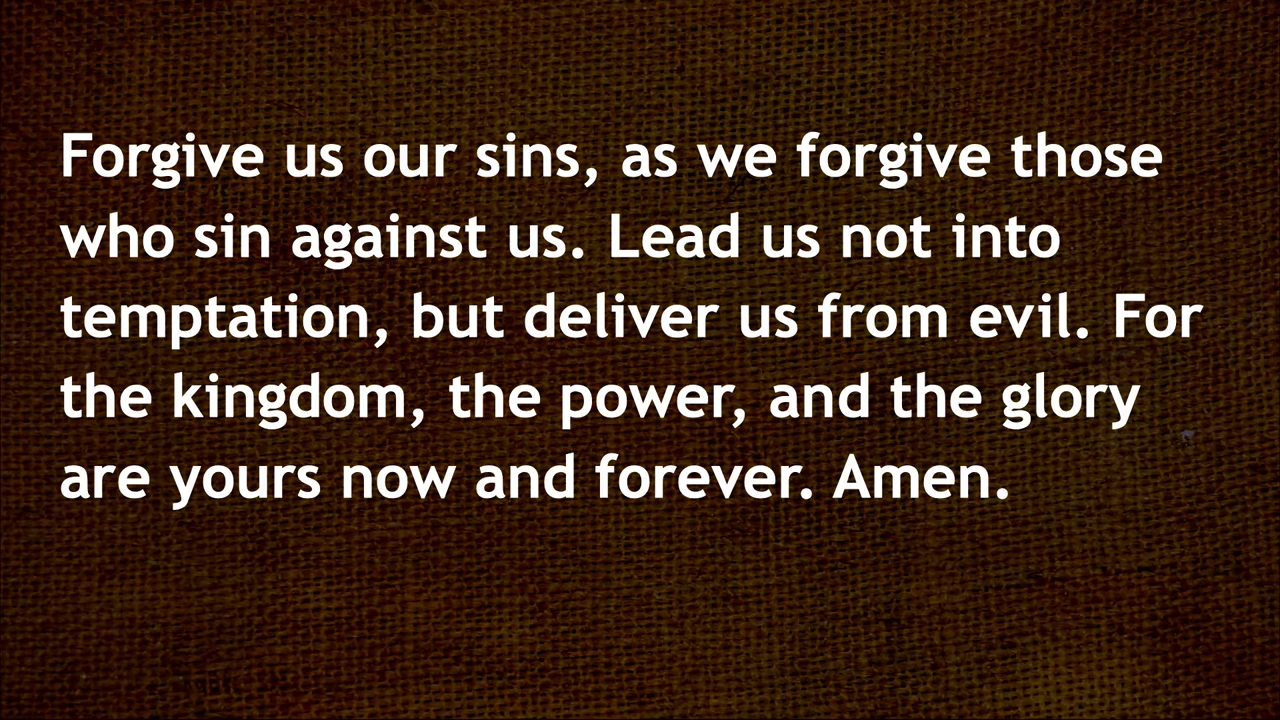 Forgive us our sins, as we forgive those
who sin against us. Lead us not into
temptation, but deliver us from evil. For
the kingdom, the power, and the glory
are yours now and forever. Amen.